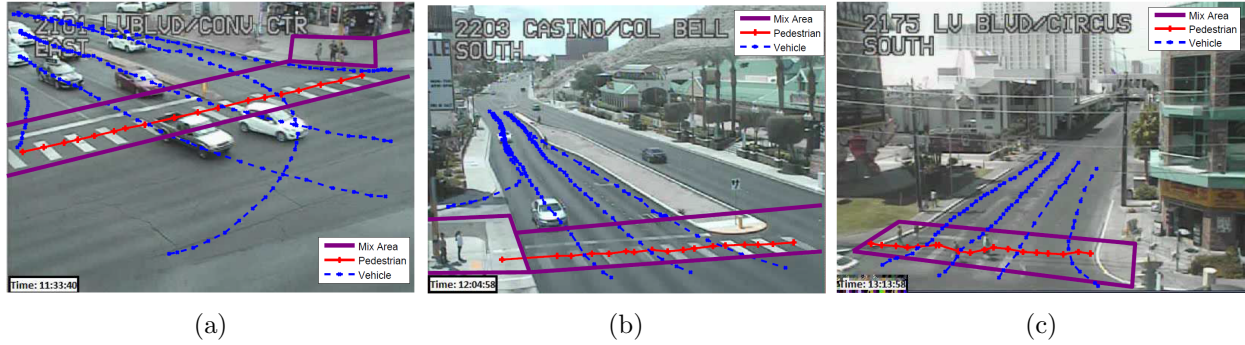 2101 LVBLVD/CONV CTR
EAST
Mix Area
Pedestrian
Vehicle
Time: 11:33:40
(a)
2203 CASINO/COL BELL
SOUTH
Mix Area
Pedestrian
Vehicle
Time: 12:04:58
(b)
2175 LV BLVD/CIRCUS
SOUTH
Mix Area
Pedestrian
Vehicle
Time: 13:13:58
(c)